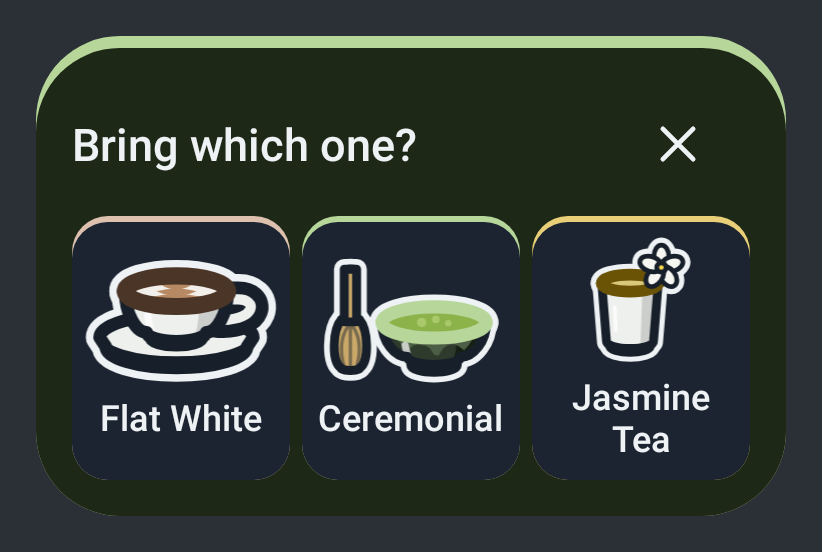 Bring which one?
Flat White
Ceremonial
Jasmine
Tea